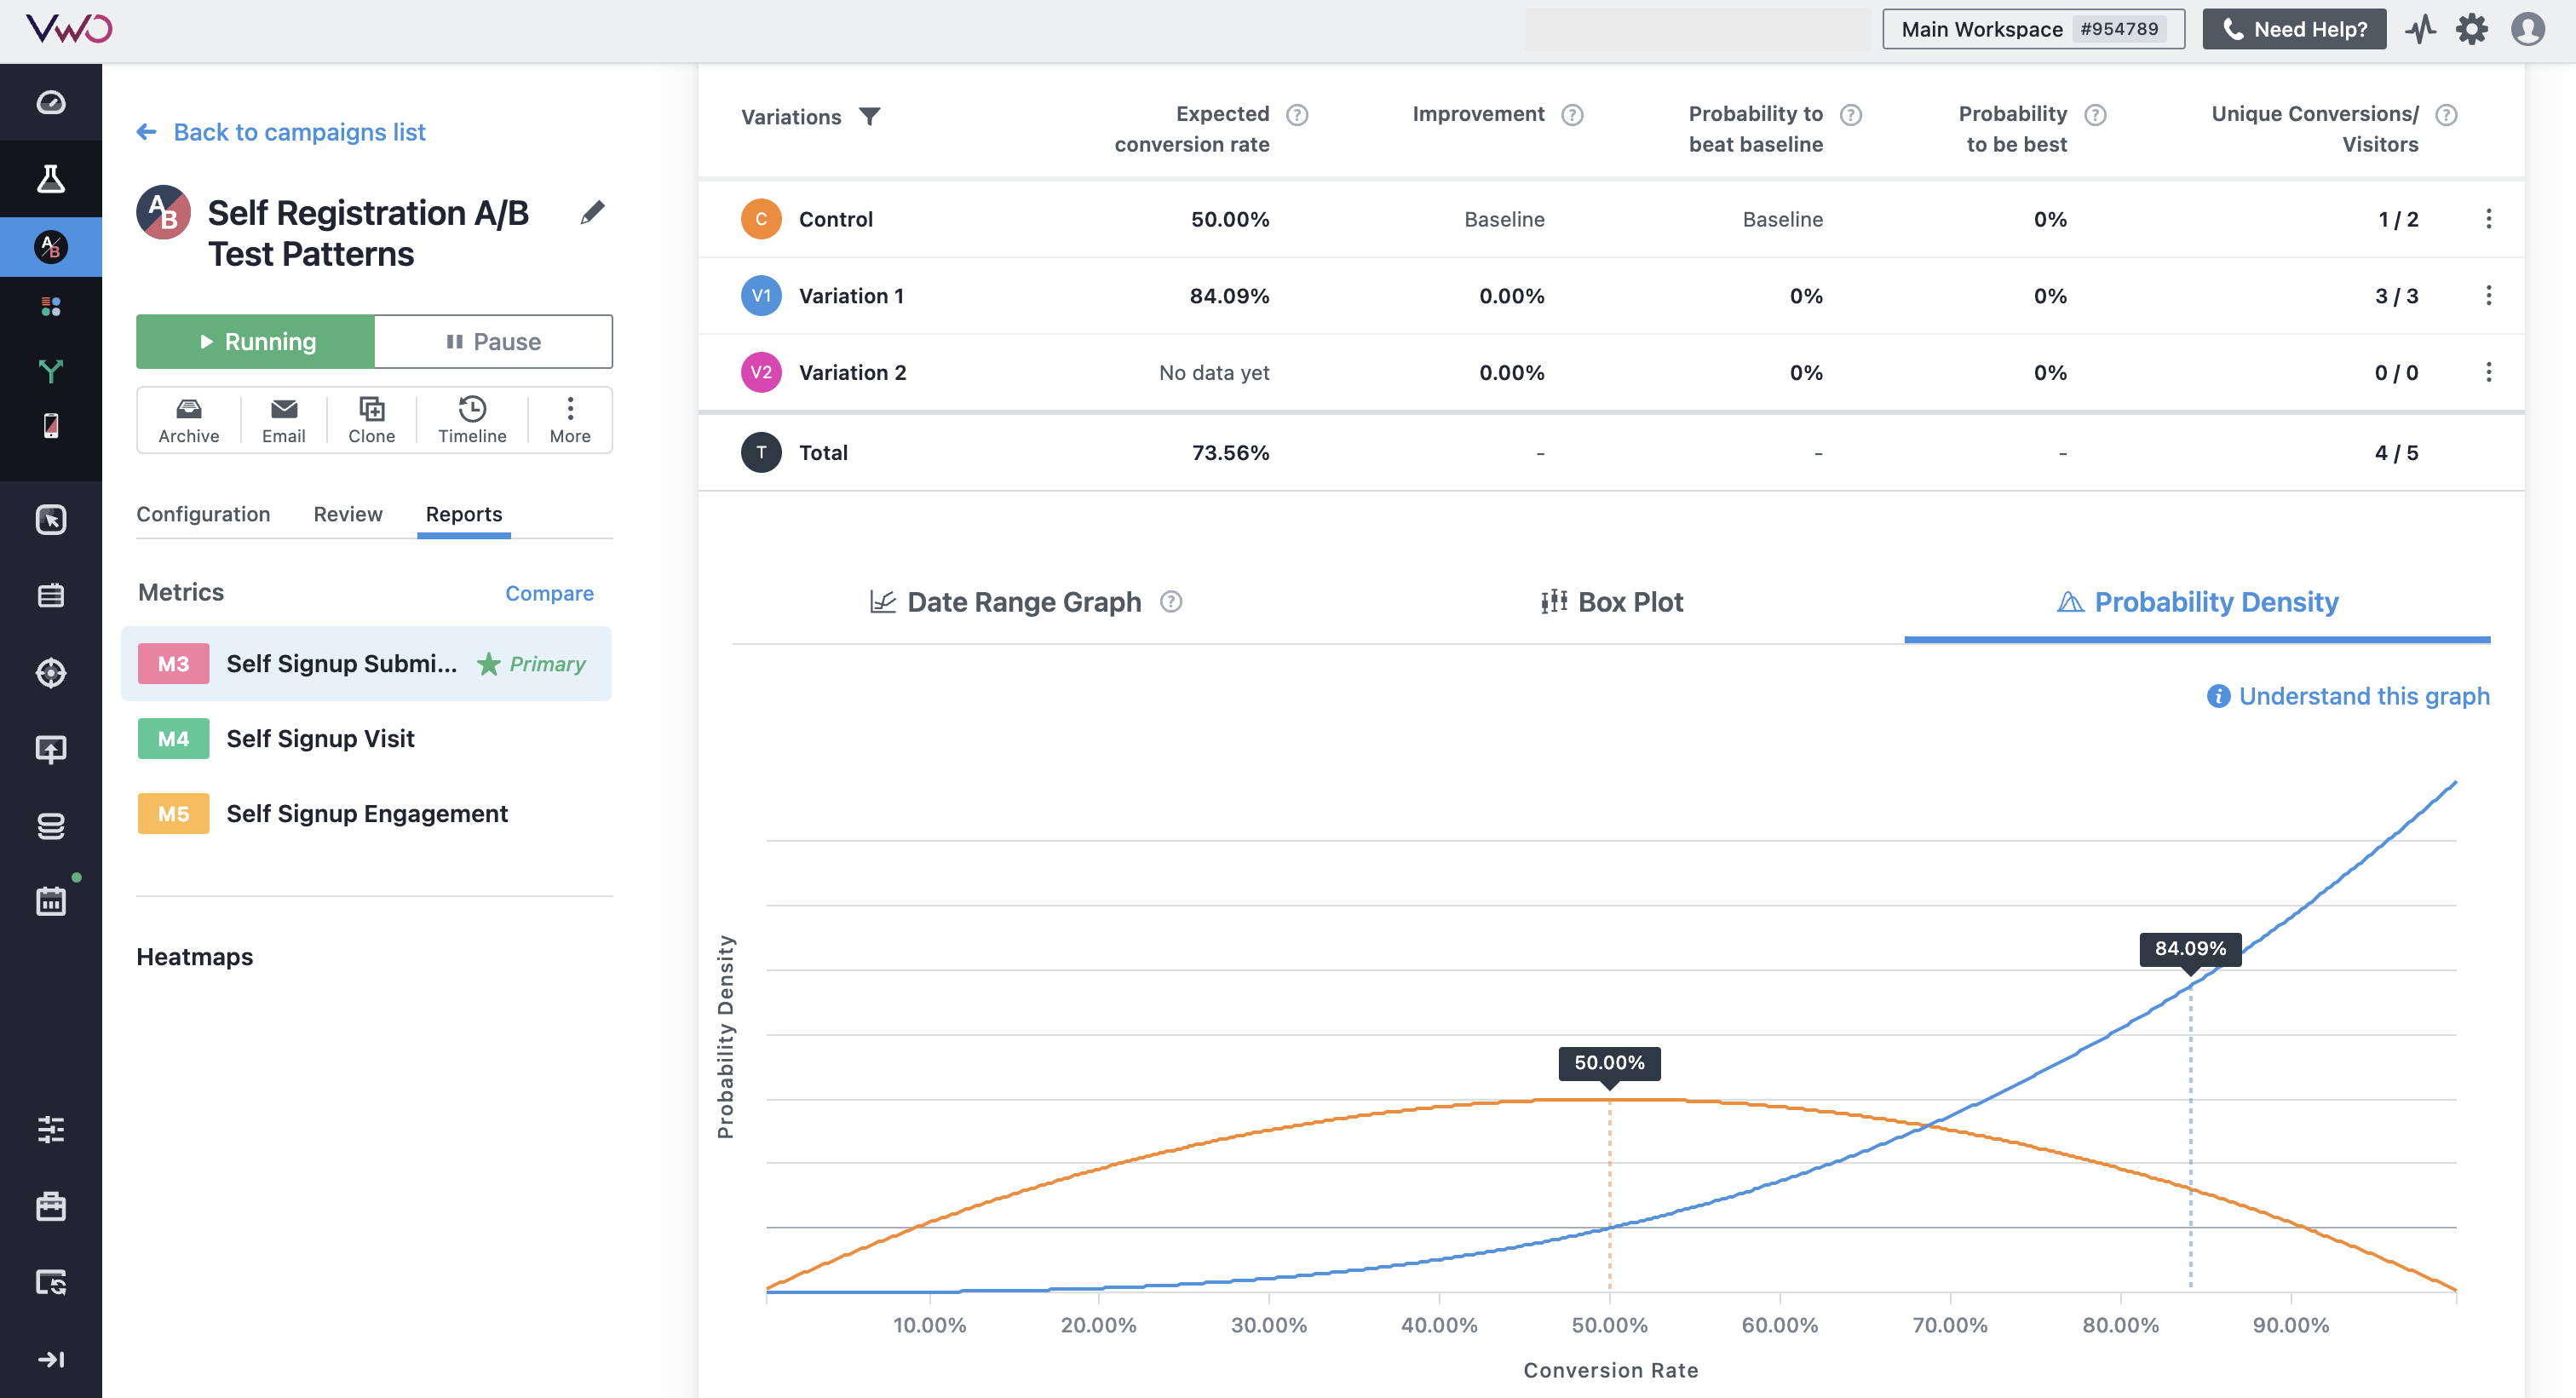 VWO
Main Workspace #954789
Need Help?
Back to campaigns list
A B
Self Registration A/B
Test Patterns
Running
Pause
Archive
Email
Clone
Timeline
More
Configuration
Review
Reports
Metrics
Compare
M3 Self Signup Submi... Primary
M4 Self Signup Visit
M5 Self Signup Engagement
Heatmaps
Variations
Expected
conversion rate
Improvement
Probability to
beat baseline
Probability
to be best
Unique Conversions/
Visitors
C Control 50.00% Baseline Baseline 0% 1 / 2
V1 Variation 1 84.09% 0.00% 0% 0% 3 / 3
V2 Variation 2 No data yet 0.00% 0% 0% 0 / 0
T Total 73.56% - - - 4 / 5
Date Range Graph
Box Plot
Probability Density
Understand this graph
Probability Density
84.09%
50.00%
10.00% 20.00% 30.00% 40.00% 50.00% 60.00% 70.00% 80.00% 90.00%
Conversion Rate